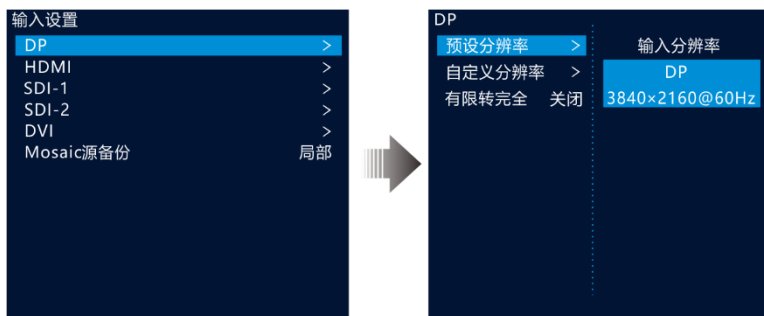 输入设置
DP >
HDMI >
SDI-1 >
SDI-2 >
DVI >
Mosaic源备份 局部
DP
预设分辨率 >
自定义分辨率 >
有限转完全 关闭
输入分辨率
DP
3840×2160@60Hz